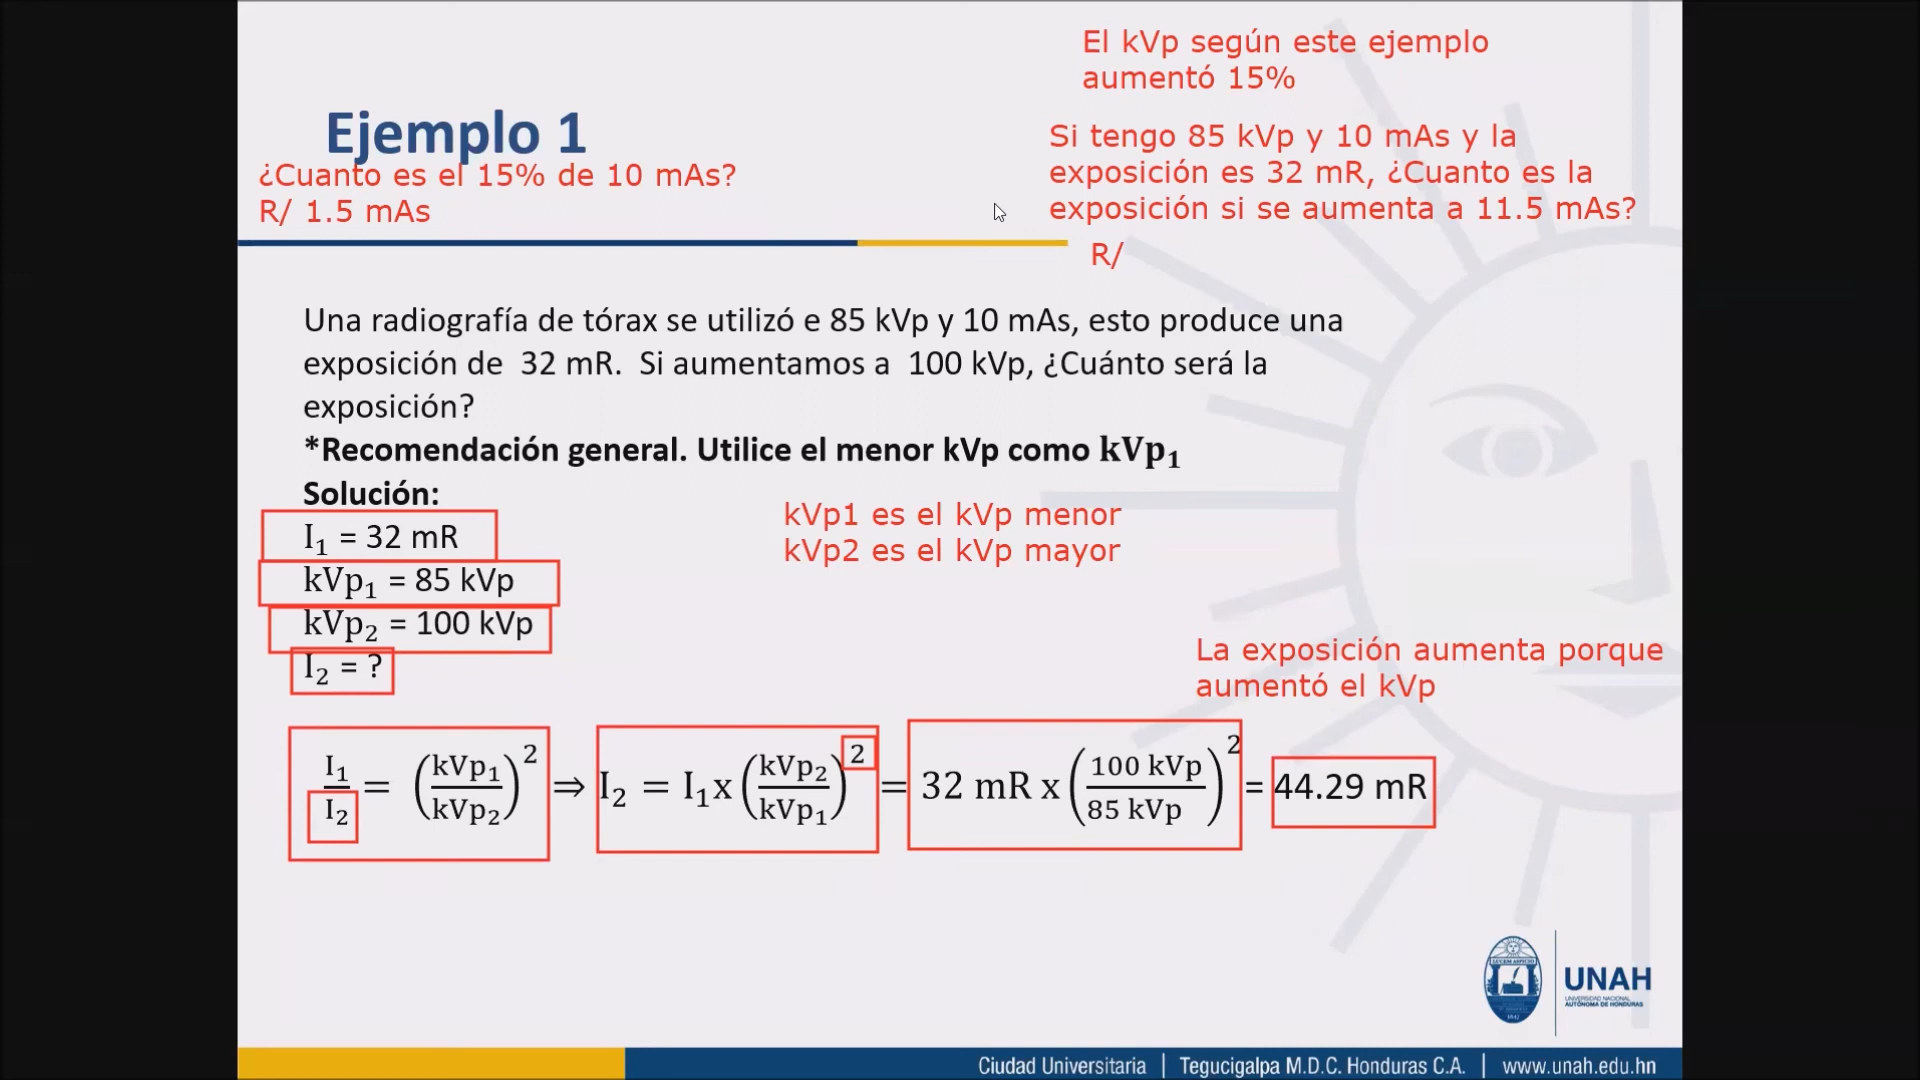 El kVp según este ejemplo
aumentó 15%
Ejemplo 1
¿Cuanto es el 15% de 10 mAs?
R/ 1.5 mAs
Si tengo 85 kVp y 10 mAs y la
exposición es 32 mR, ¿Cuanto es la
exposición si se aumenta a 11.5 mAs?
R/
Una radiografía de tórax se utilizó e 85 kVp y 10 mAs, esto produce una
exposición de 32 mR. Si aumentamos a 100 kVp, ¿Cuánto será la
exposición?
*Recomendación general. Utilice el menor kVp como kVp₁
Solución:
I₁ = 32 mR
kVp₁ = 85 kVp
kVp₂ = 100 kVp
I₂ = ?
kVp1 es el kVp menor
kVp2 es el kVp mayor
La exposición aumenta porque
aumentó el kVp
I₁/I₂ = (kVp₁/kVp₂)² ⇒ I₂ = I₁x(kVp₂/kVp₁)² = 32 mR x(100 kVp/85 kVp)² = 44.29 mR
UNAH
UNIVERSIDAD NACIONAL
AUTÓNOMA DE HONDURAS
Ciudad Universitaria | Tegucigalpa M.D.C. Honduras C.A. | www.unah.edu.hn